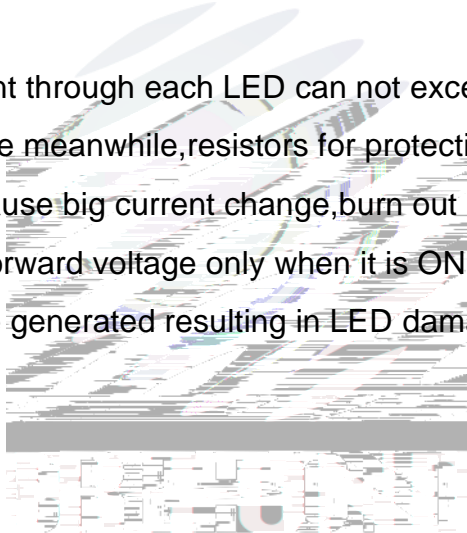 nt through each LED can not exce
e meanwhile,resistors for protecti
use big current change,burn out
orward voltage only when it is ON
generated resulting in LED dama